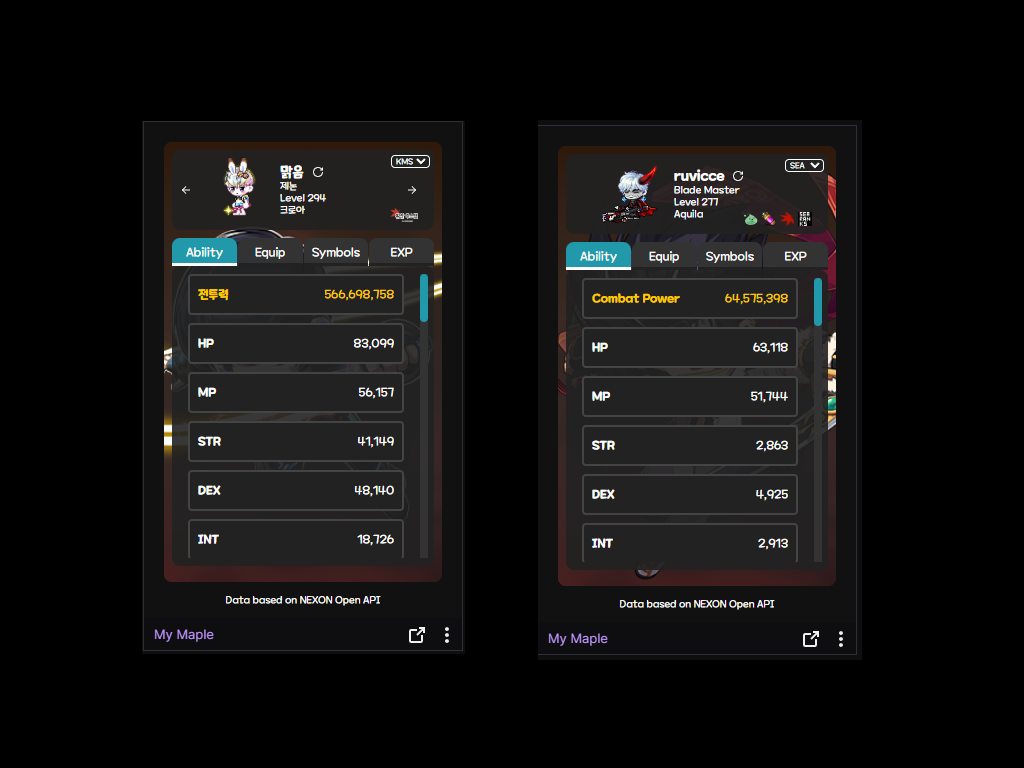 KMS
맑음
제논
Level 294
크로아
Ability Equip Symbols EXP
전투력 566,698,758
HP 83,099
MP 56,157
STR 41,149
DEX 48,140
INT 18,726
Data based on NEXON Open API
My Maple
SEA
ruvicce
Blade Master
Level 277
Aquila
Ability Equip Symbols EXP
Combat Power 64,575,398
HP 63,118
MP 51,744
STR 2,863
DEX 4,925
INT 2,913
Data based on NEXON Open API
My Maple